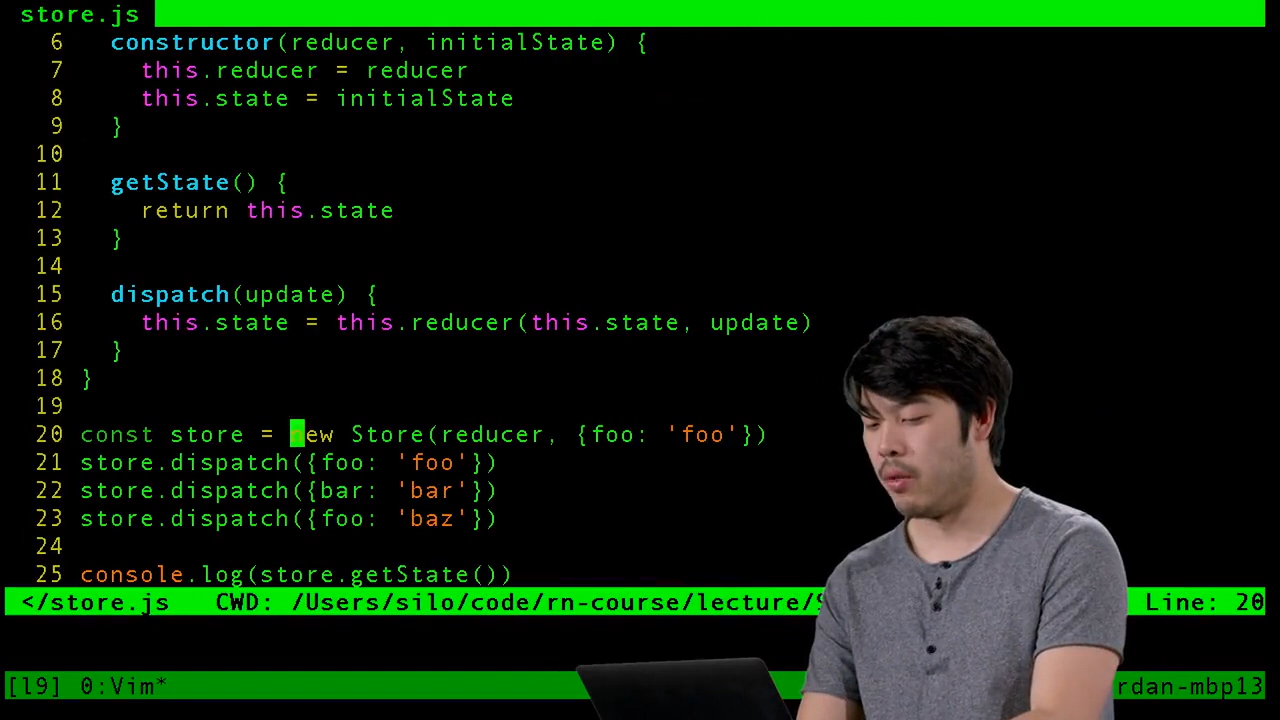 store.js
6 constructor(reducer, initialState) {
7 this.reducer = reducer
8 this.state = initialState
9 }
10
11 getState() {
12 return this.state
13 }
14
15 dispatch(update) {
16 this.state = this.reducer(this.state, update)
17 }
18 }
19
20 const store = new Store(reducer, {foo: 'foo'})
21 store.dispatch({foo: 'foo'})
22 store.dispatch({bar: 'bar'})
23 store.dispatch({foo: 'baz'})
24
25 console.log(store.getState())
</store.js CWD: /Users/silo/code/rn-course/lecture/ Line: 20
[l9] 0:Vim* rdan-mbp13